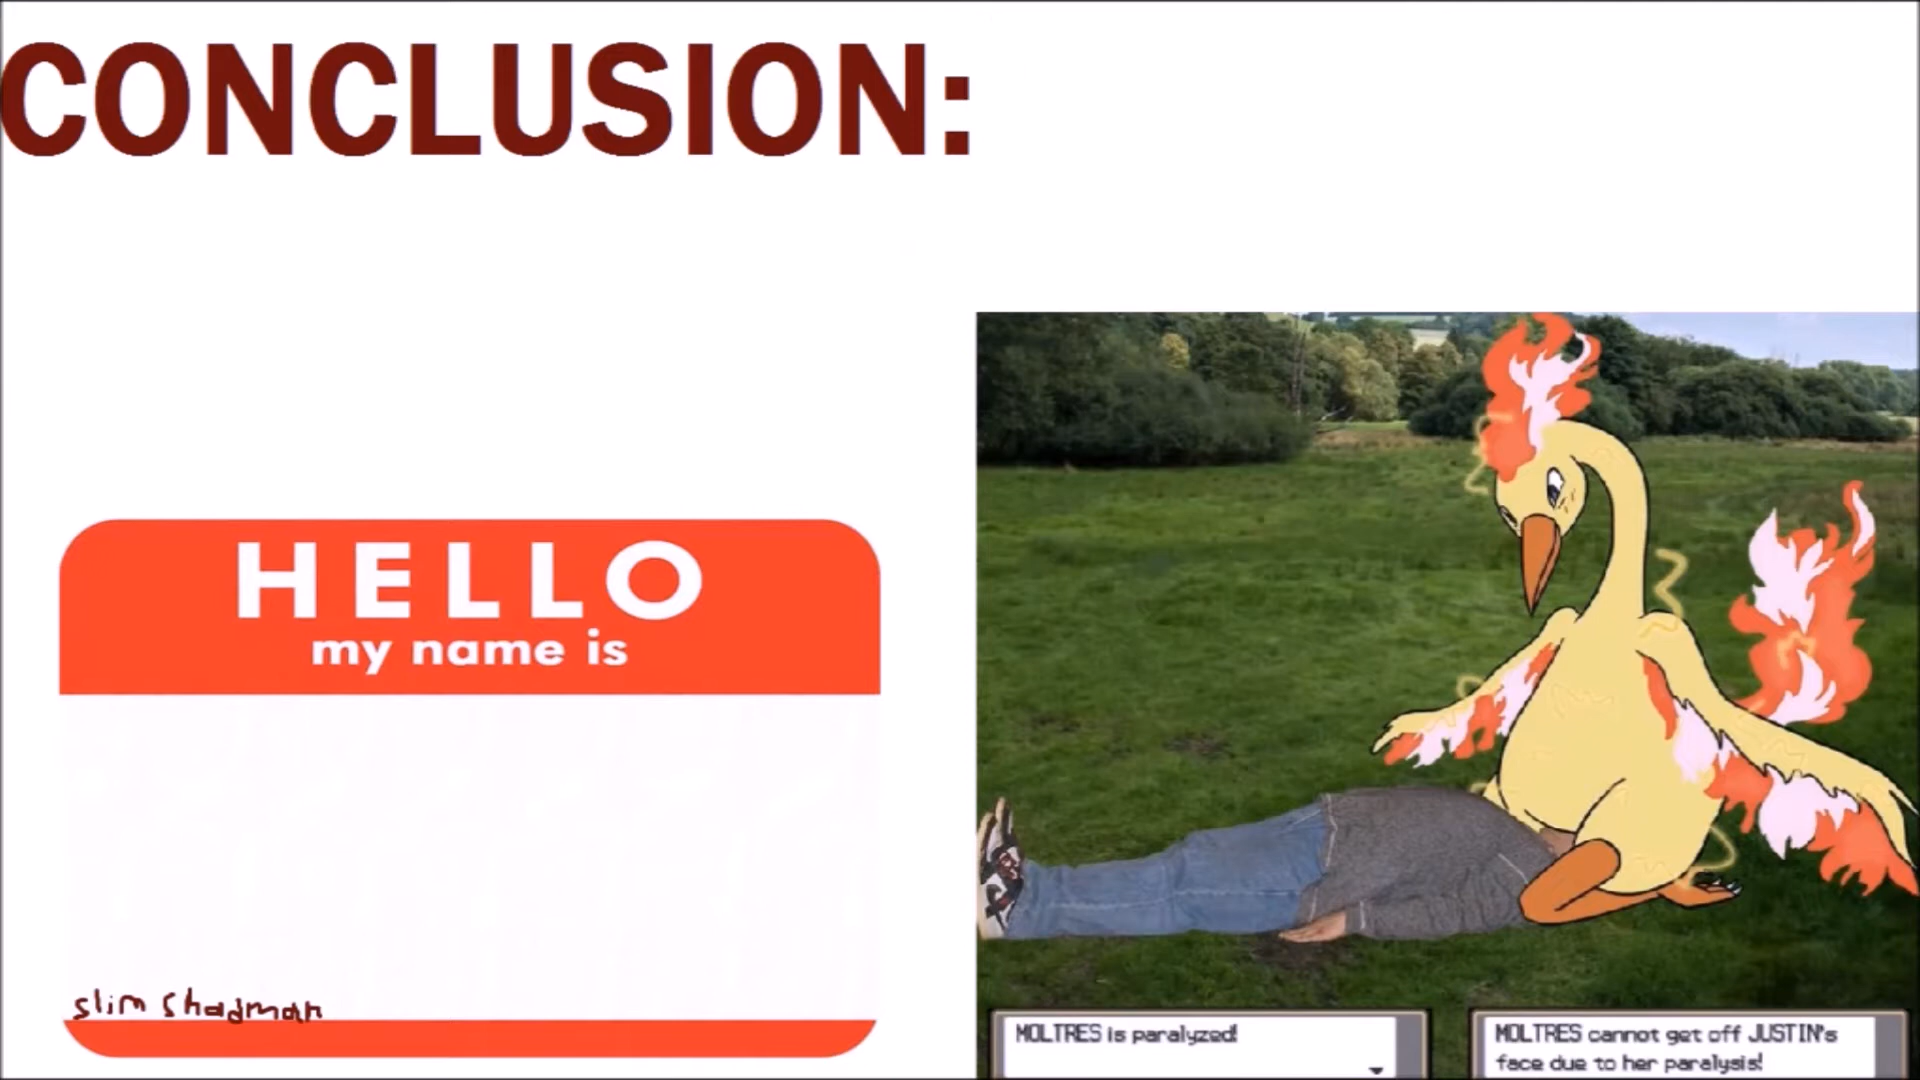 CONCLUSION:
HELLO
my name is
slim shadman
MOLTRES is paralyzed!
MOLTRES cannot get off JUSTIN's
face due to her paralysis!